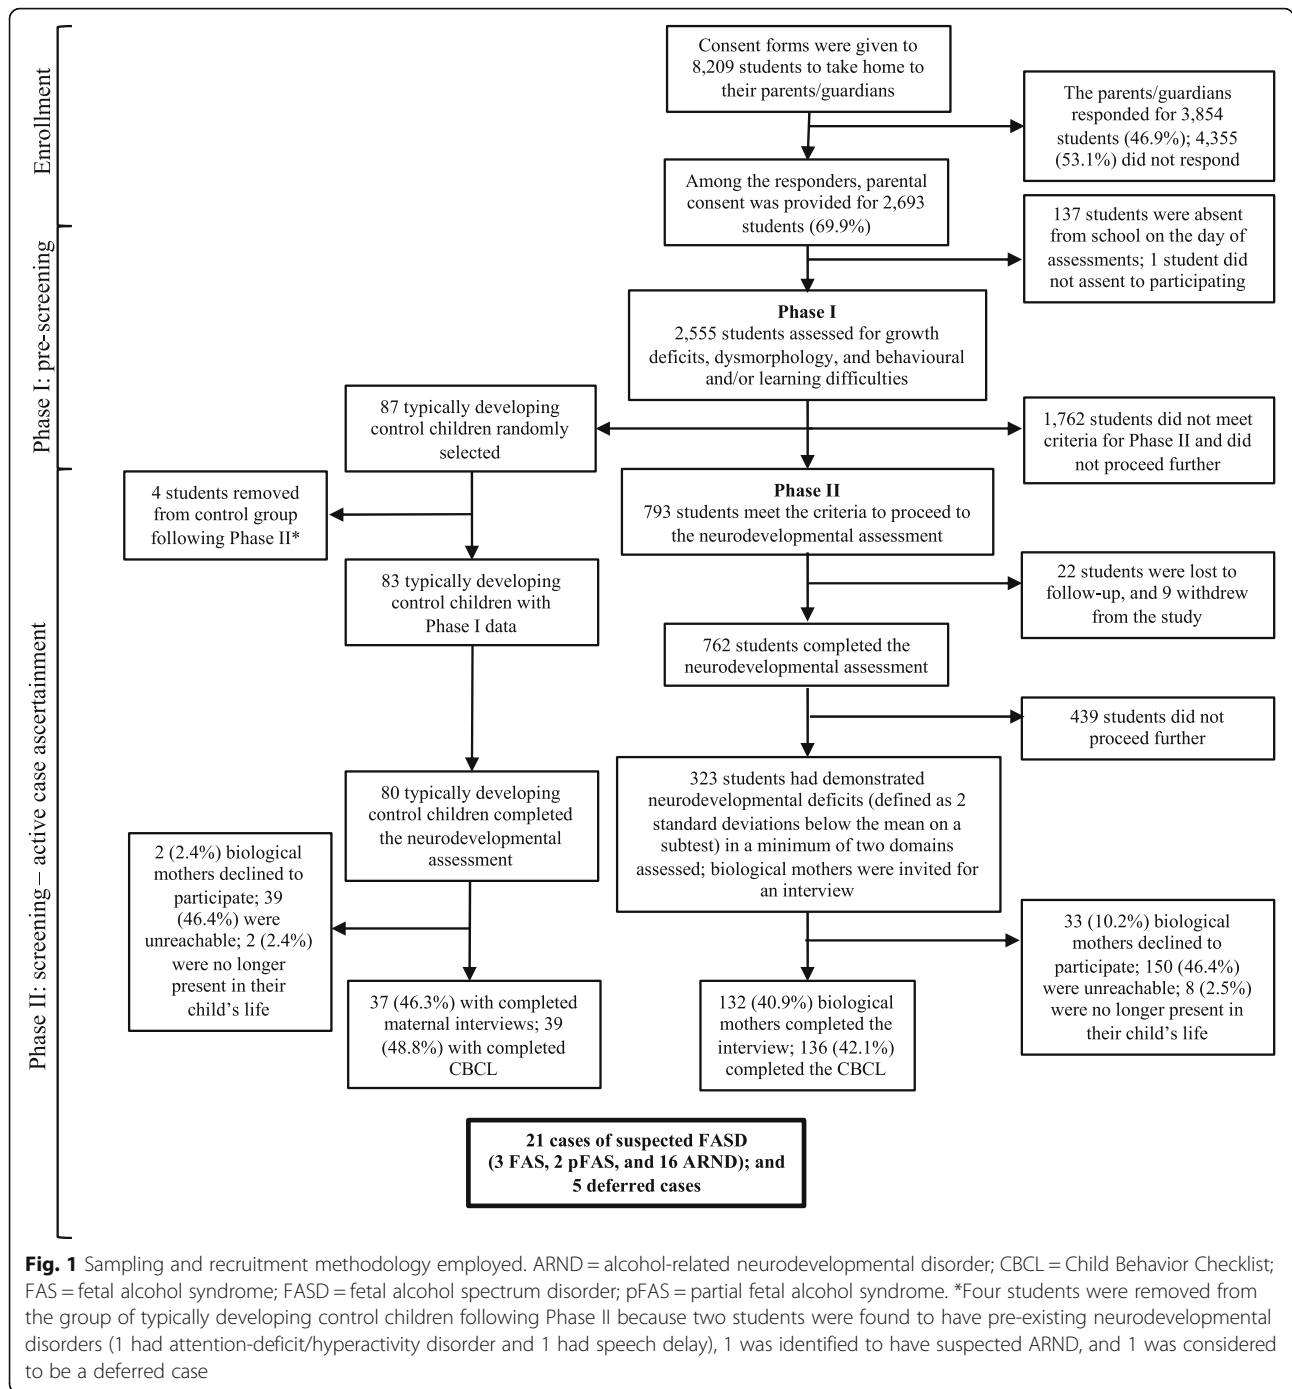 Enrollment
Phase I: pre-screening
Phase II: screening – active case ascertainment
Consent forms were given to
8,209 students to take home to
their parents/guardians
The parents/guardians
responded for 3,854
students (46.9%); 4,355
(53.1%) did not respond
Among the responders, parental
consent was provided for 2,693
students (69.9%)
137 students were absent
from school on the day of
assessments; 1 student did
not assent to participating
Phase I
2,555 students assessed for growth
deficits, dysmorphology, and behavioural
and/or learning difficulties
87 typically developing
control children randomly
selected
1,762 students did not meet
criteria for Phase II and did
not proceed further
4 students removed
from control group
following Phase II*
Phase II
793 students meet the criteria to proceed to
the neurodevelopmental assessment
83 typically developing
control children with
Phase I data
22 students were lost to
follow-up, and 9 withdrew
from the study
762 students completed the
neurodevelopmental assessment
439 students did not
proceed further
80 typically developing
control children completed
the neurodevelopmental
assessment
323 students had demonstrated
neurodevelopmental deficits (defined as 2
standard deviations below the mean on a
subtest) in a minimum of two domains
assessed; biological mothers were invited for
an interview
2 (2.4%) biological
mothers declined to
participate; 39
(46.4%) were
unreachable; 2 (2.4%)
were no longer
present in their
child's life
33 (10.2%) biological
mothers declined to
participate; 150 (46.4%)
were unreachable; 8 (2.5%)
were no longer present in
their child's life
37 (46.3%) with completed
maternal interviews; 39
(48.8%) with completed
CBCL
132 (40.9%) biological
mothers completed the
interview; 136 (42.1%)
completed the CBCL
21 cases of suspected FASD
(3 FAS, 2 pFAS, and 16 ARND); and
5 deferred cases
Fig. 1 Sampling and recruitment methodology employed. ARND = alcohol-related neurodevelopmental disorder; CBCL = Child Behavior Checklist;
FAS = fetal alcohol syndrome; FASD = fetal alcohol spectrum disorder; pFAS = partial fetal alcohol syndrome. *Four students were removed from
the group of typically developing control children following Phase II because two students were found to have pre-existing neurodevelopmental
disorders (1 had attention-deficit/hyperactivity disorder and 1 had speech delay), 1 was identified to have suspected ARND, and 1 was considered
to be a deferred case